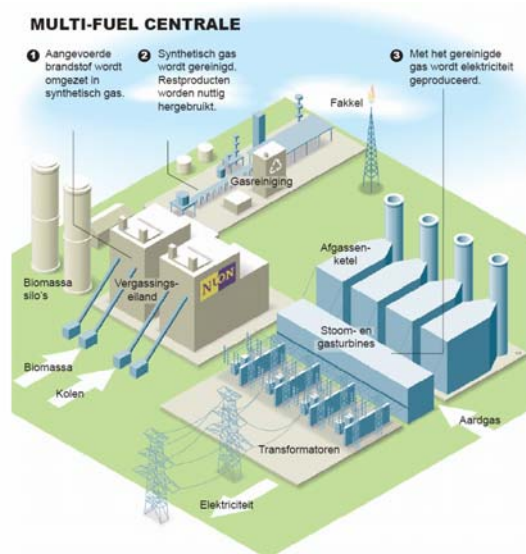 MULTI-FUEL CENTRALE
1 Aangevoerde
brandstof wordt
omgezet in
synthetisch gas.
2 Synthetisch gas
wordt gereinigd.
Restproducten
worden nuttig
hergebruikt.
3 Met het gereinigde
gas wordt elektriciteit
geproduceerd.
Fakkel
Gasreiniging
Afgassen-
ketel
Biomassa
silo's
Vergassings-
eiland
NUON
Stoom- en
gasturbines
Biomassa
Kolen
Aardgas
Transformatoren
Elektriciteit